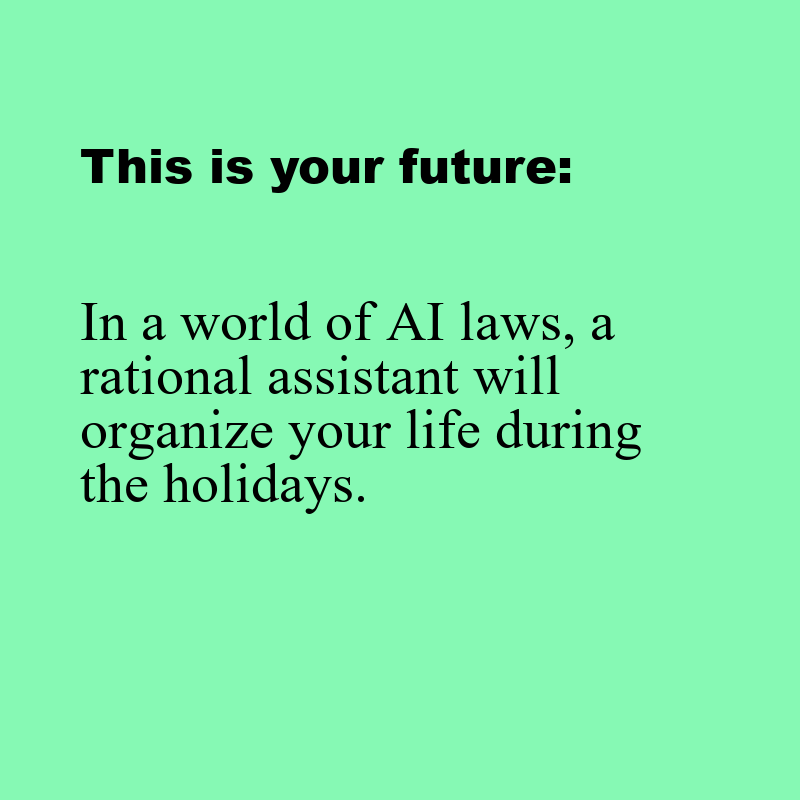 This is your future:
In a world of AI laws, a
rational assistant will
organize your life during
the holidays.